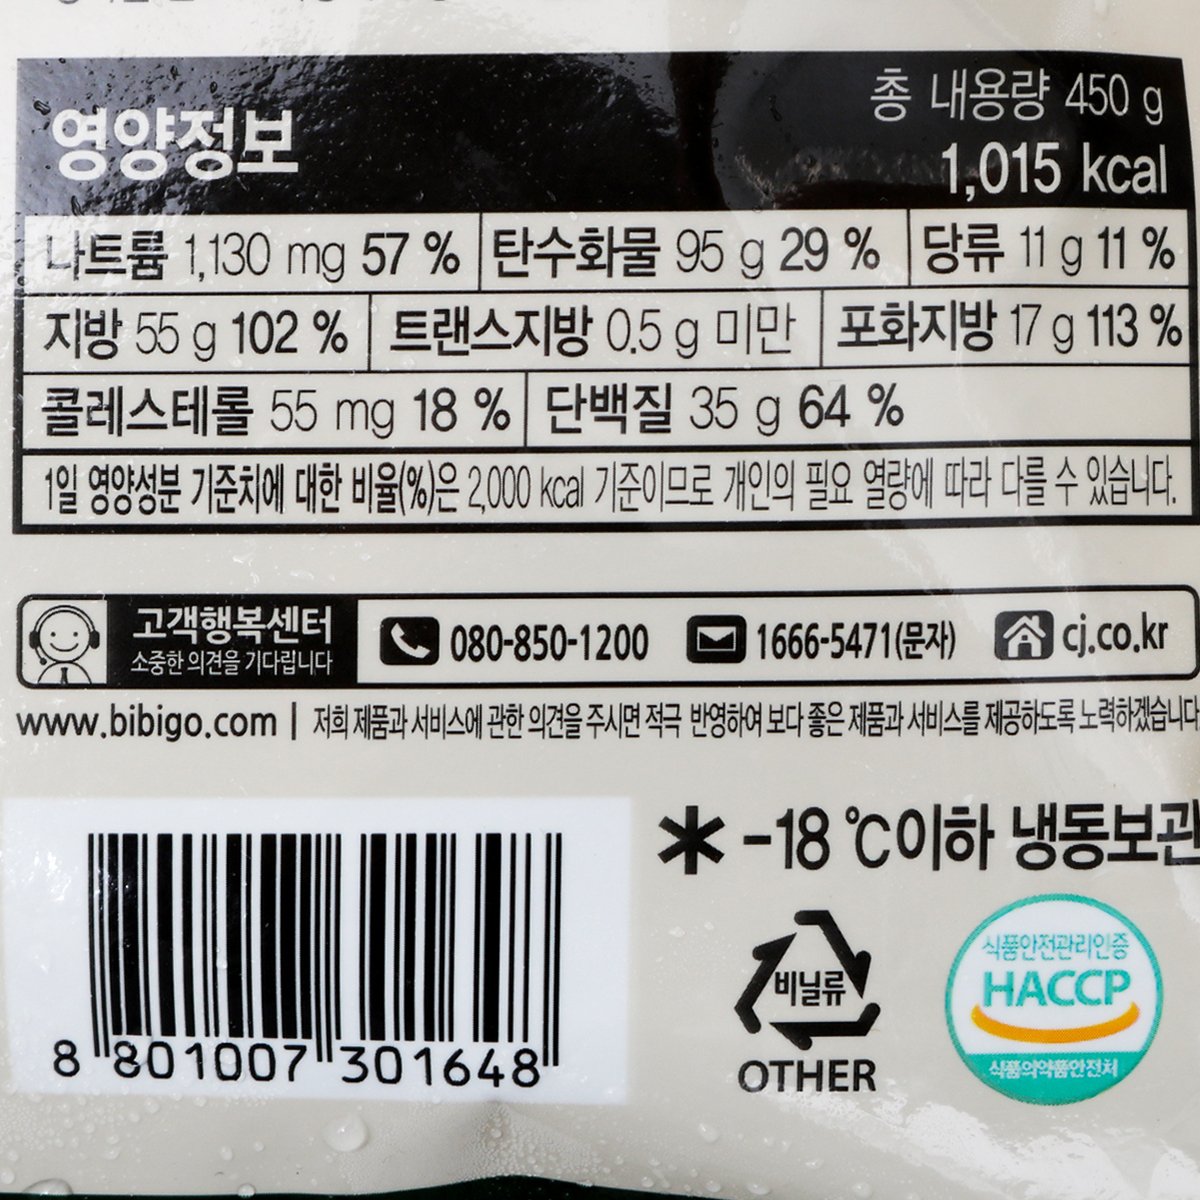 영양정보
총 내용량 450 g
1,015 kcal
나트륨 1,130 mg 57 % 탄수화물 95 g 29 % 당류 11 g 11 %
지방 55 g 102 % 트랜스지방 0.5 g 미만 포화지방 17 g 113 %
콜레스테롤 55 mg 18 % 단백질 35 g 64 %
1일 영양성분 기준치에 대한 비율(%)은 2,000 kcal 기준이므로 개인의 필요 열량에 따라 다를 수 있습니다.
고객행복센터
소중한 의견을 기다립니다
080-850-1200 1666-5471(문자) cj.co.kr
www.bibigo.com | 저희 제품과 서비스에 관한 의견을 주시면 적극 반영하여 보다 좋은 제품과 서비스를 제공하도록 노력하겠습니다
* -18 ℃이하 냉동보관
비닐류
OTHER
식품안전관리인증
HACCP
식품의약품안전처
8 801007 301648